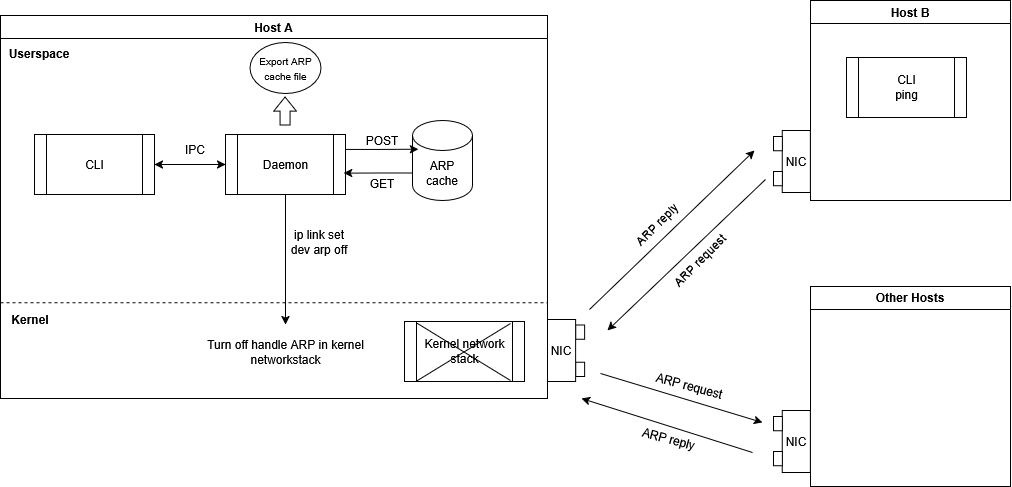 Host A
Userspace
Export ARP
cache file
CLI
IPC
Daemon
POST
GET
ARP
cache
ip link set
dev arp off
Kernel
Turn off handle ARP in kernel
networkstack
Kernel network
stack
NIC
ARP reply
ARP request
ARP request
ARP reply
Host B
CLI
ping
NIC
Other Hosts
NIC